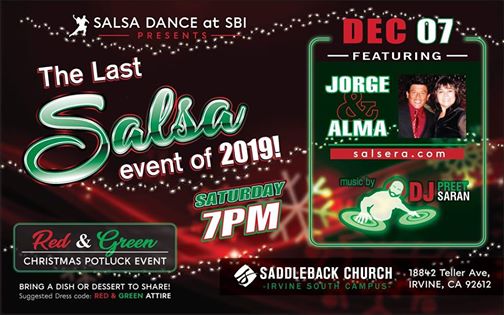 SALSA DANCE at SBI
PRESENTS
The Last
Salsa
event of 2019!
SATURDAY
7PM
Red & Green
CHRISTMAS POTLUCK EVENT
BRING A DISH OR DESSERT TO SHARE!
Suggested Dress code: RED & GREEN ATTIRE
DEC 07
FEATURING
JORGE
&
ALMA
salsera.com
music by
DJ PREET
SARAN
SADDLEBACK CHURCH
IRVINE SOUTH CAMPUS
18842 Teller Ave,
IRVINE, CA 92612